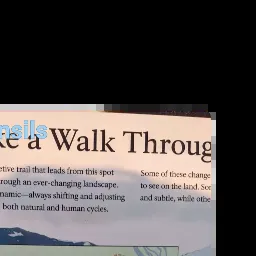 nsils
ke a Walk Throug
etive trail that leads from this spot
rough an ever-changing landscape.
namic—always shifting and adjusting
both natural and human cycles.
Some of these change
to see on the land. So
and subtle, while othe